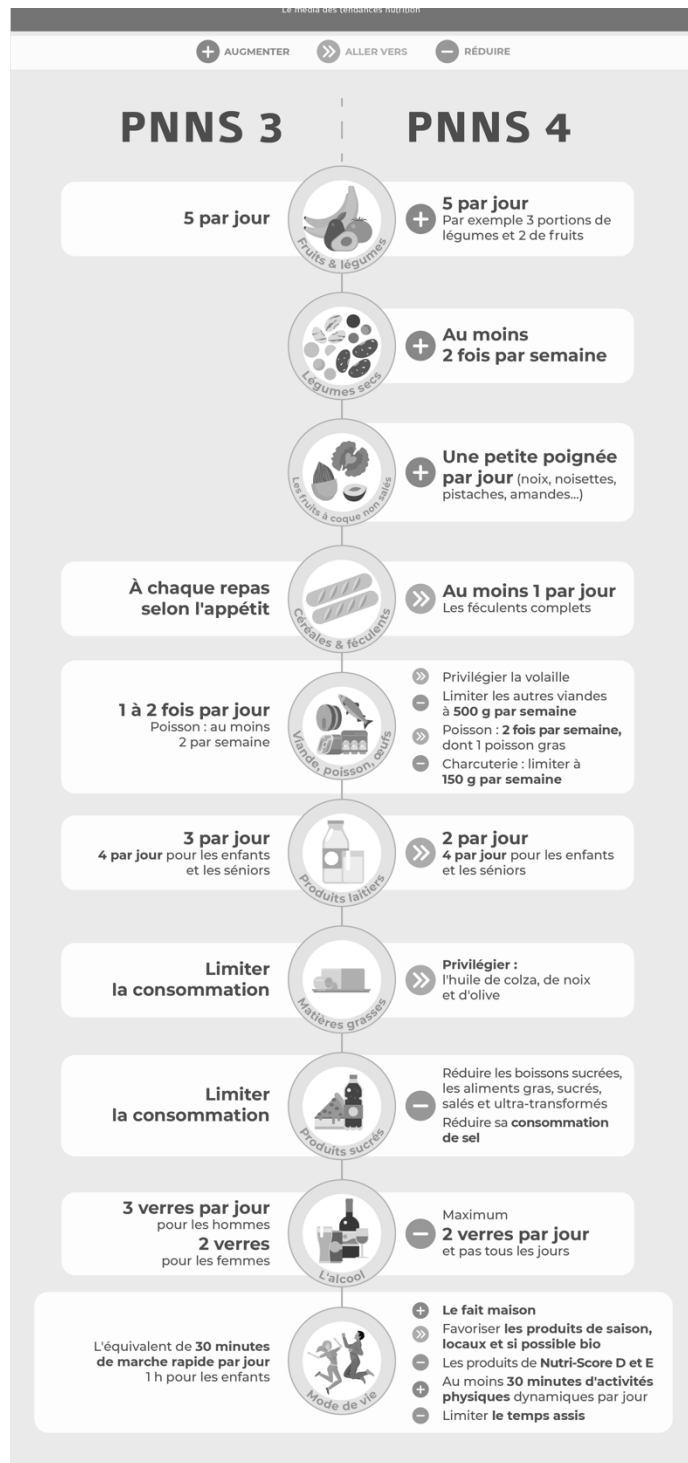 Le média des tendances nutrition
AUGMENTER
ALLER VERS
RÉDUIRE
PNNS 3
PNNS 4
5 par jour
Fruits & légumes
5 par jour
Par exemple 3 portions de
légumes et 2 de fruits
Légumes secs
Au moins
2 fois par semaine
Les fruits à coque non salés
Une petite poignée
par jour (noix, noisettes,
pistaches, amandes...)
À chaque repas
selon l'appétit
Céréales & féculents
Au moins 1 par jour
Les féculents complets
1 à 2 fois par jour
Poisson : au moins
2 par semaine
Viande, poisson, œufs
Privilégier la volaille
Limiter les autres viandes
à 500 g par semaine
Poisson : 2 fois par semaine,
dont 1 poisson gras
Charcuterie : limiter à
150 g par semaine
3 par jour
4 par jour pour les enfants
et les séniors
Produits laitiers
2 par jour
4 par jour pour les enfants
et les séniors
Limiter
la consommation
Matières grasses
Privilégier :
l'huile de colza, de noix
et d'olive
Limiter
la consommation
Produits sucrés
Réduire les boissons sucrées,
les aliments gras, sucrés,
salés et ultra-transformés
Réduire sa consommation
de sel
3 verres par jour
pour les hommes
2 verres
pour les femmes
L'alcool
Maximum
2 verres par jour
et pas tous les jours
L'équivalent de 30 minutes
de marche rapide par jour
1 h pour les enfants
Mode de vie
Le fait maison
Favoriser les produits de saison,
locaux et si possible bio
Les produits de Nutri-Score D et E
Au moins 30 minutes d'activités
physiques dynamiques par jour
Limiter le temps assis